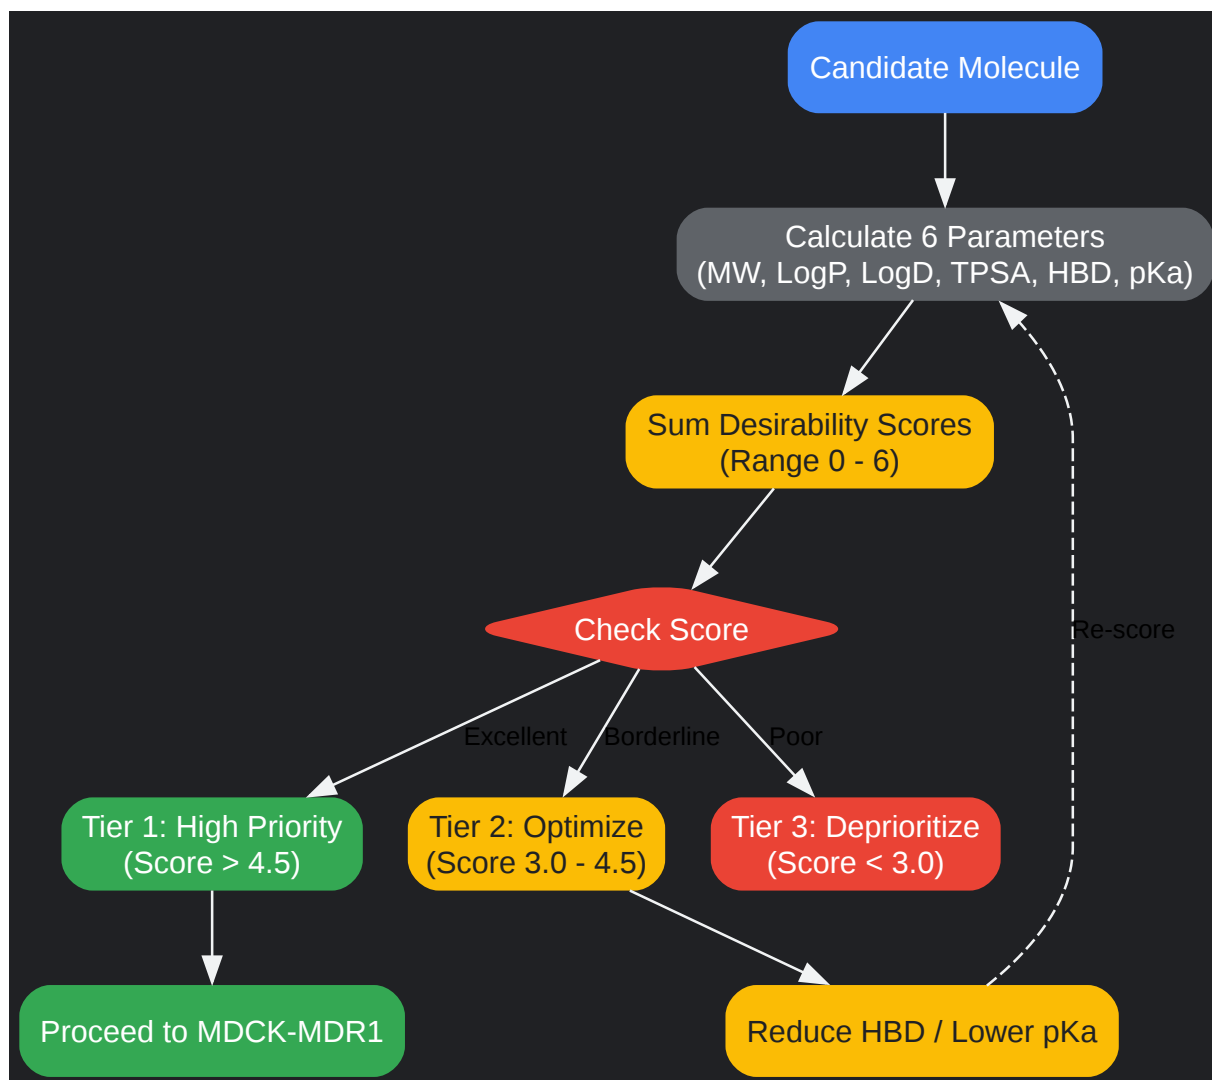 Candidate Molecule
Calculate 6 Parameters
(MW, LogP, LogD, TPSA, HBD, pKa)
Sum Desirability Scores
(Range 0 - 6)
Check Score
Re-score
Excellent
Borderline
Poor
Tier 1: High Priority
(Score > 4.5)
Tier 2: Optimize
(Score 3.0 - 4.5)
Tier 3: Deprioritize
(Score < 3.0)
Proceed to MDCK-MDR1
Reduce HBD / Lower pKa